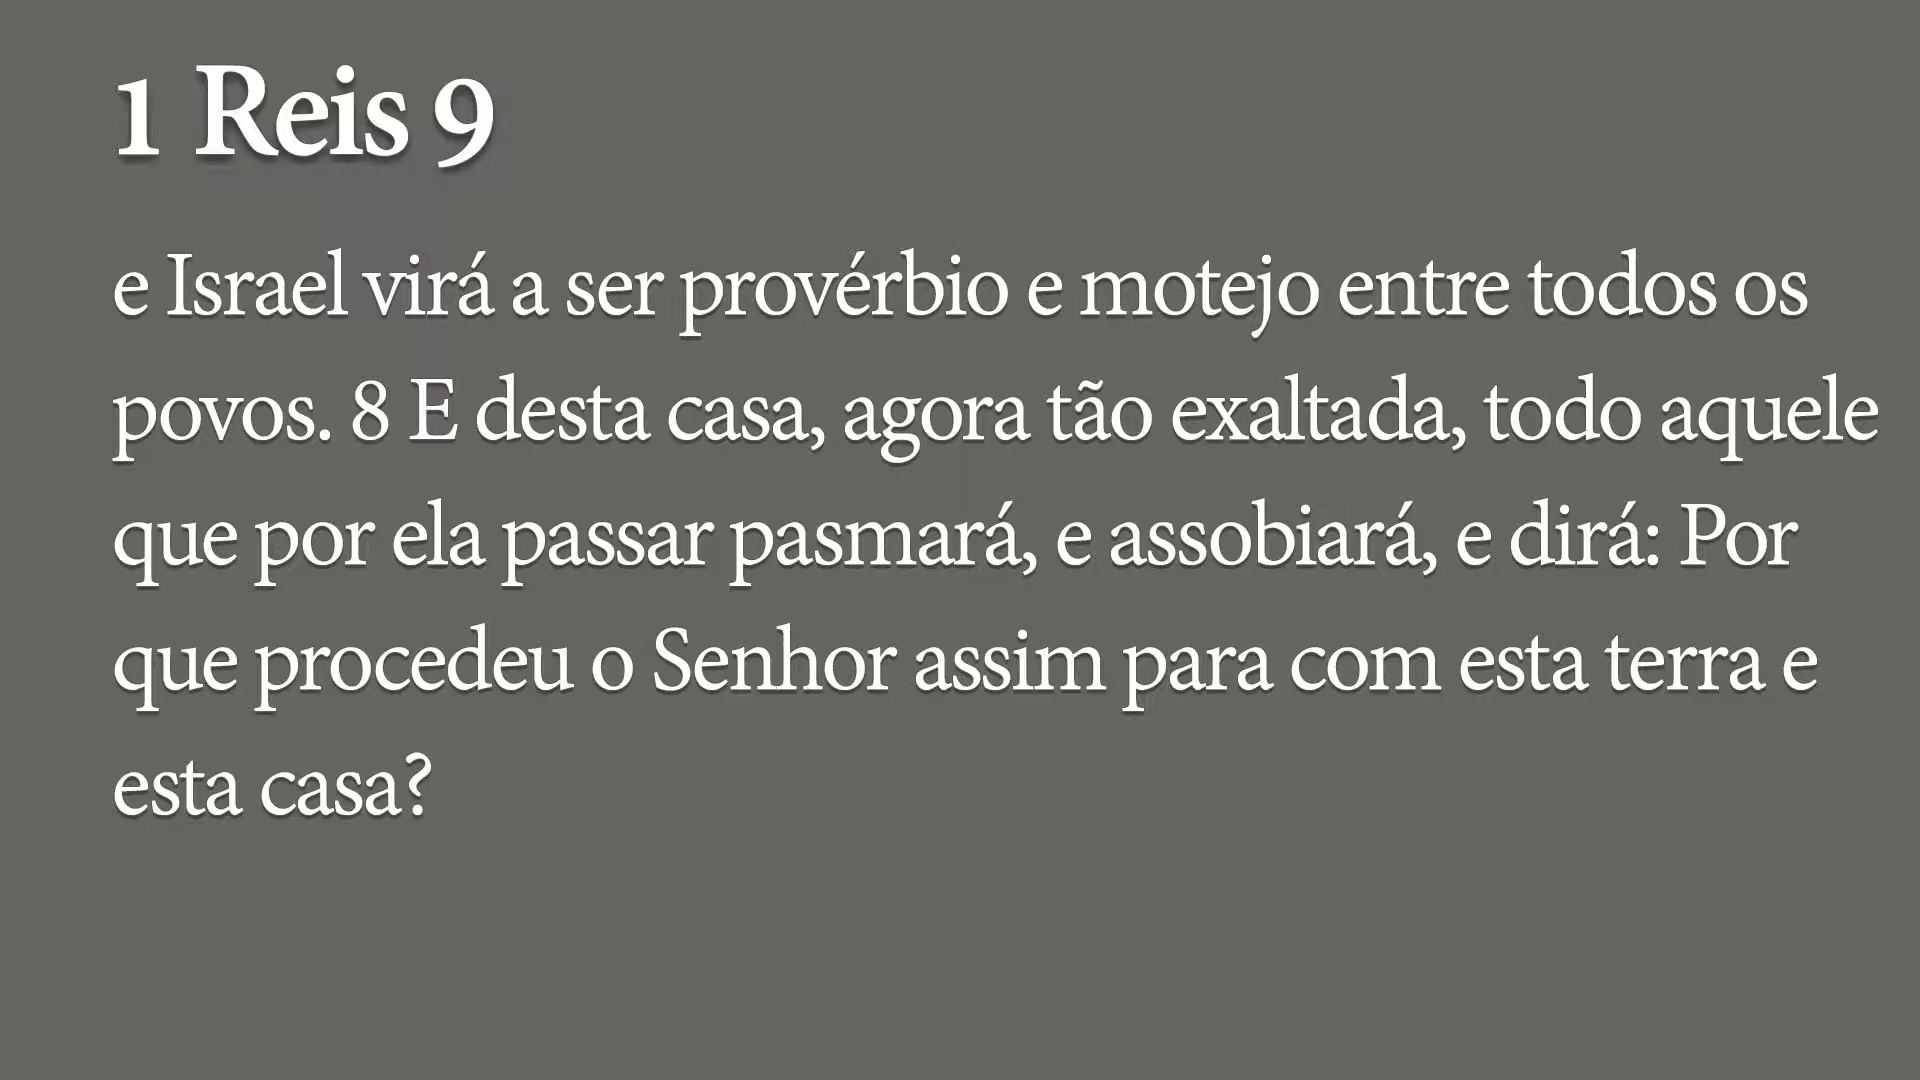 1 Reis 9
e Israel virá a ser provérbio e motejo entre todos os
povos. 8 E desta casa, agora tão exaltada, todo aquele
que por ela passar pasmará, e assobiará, e dirá: Por
que procedeu o Senhor assim para com esta terra e
esta casa?